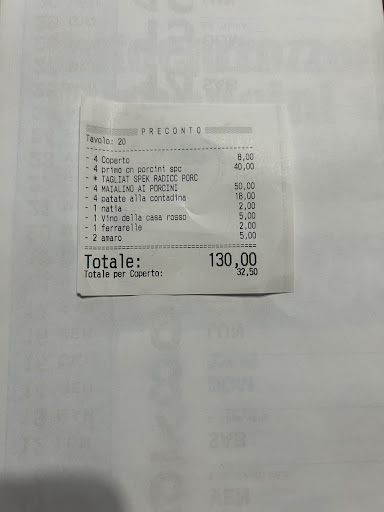 PRECONTO
Tavolo: 20
- 4 Coperto 8,00
- 4 primo cn porcini spc 40,00
- * TAGLIAT SPEK RADICC PORC
- 4 MAIALINO AI PORCINI 50,00
- 4 patate alla contadina 18,00
- 1 natia 2,00
- 1 Vino della casa rosso 5,00
- 1 ferrarelle 2,00
- 2 amaro 5,00
Totale: 130,00
Totale per Coperto: 32,50